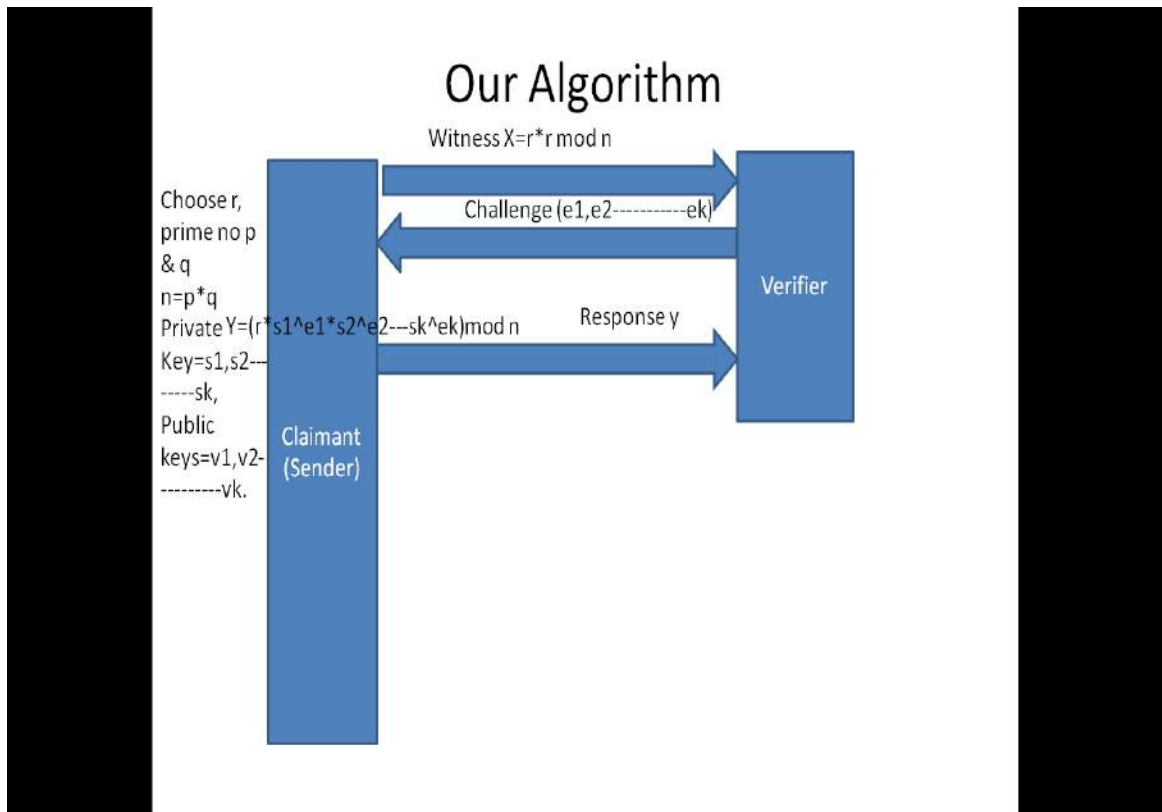 Our Algorithm
Witness X=r*r mod n
Challenge (e1,e2-----------ek)
Choose r,
prime no p
& q
n=p*q
Private
Y=(r*s1^e1*s2^e2---sk^ek)mod n
Key=s1,s2---
-----sk,
Public
keys=v1,v2-
---------vk.
Response y
Claimant
(Sender)
Verifier